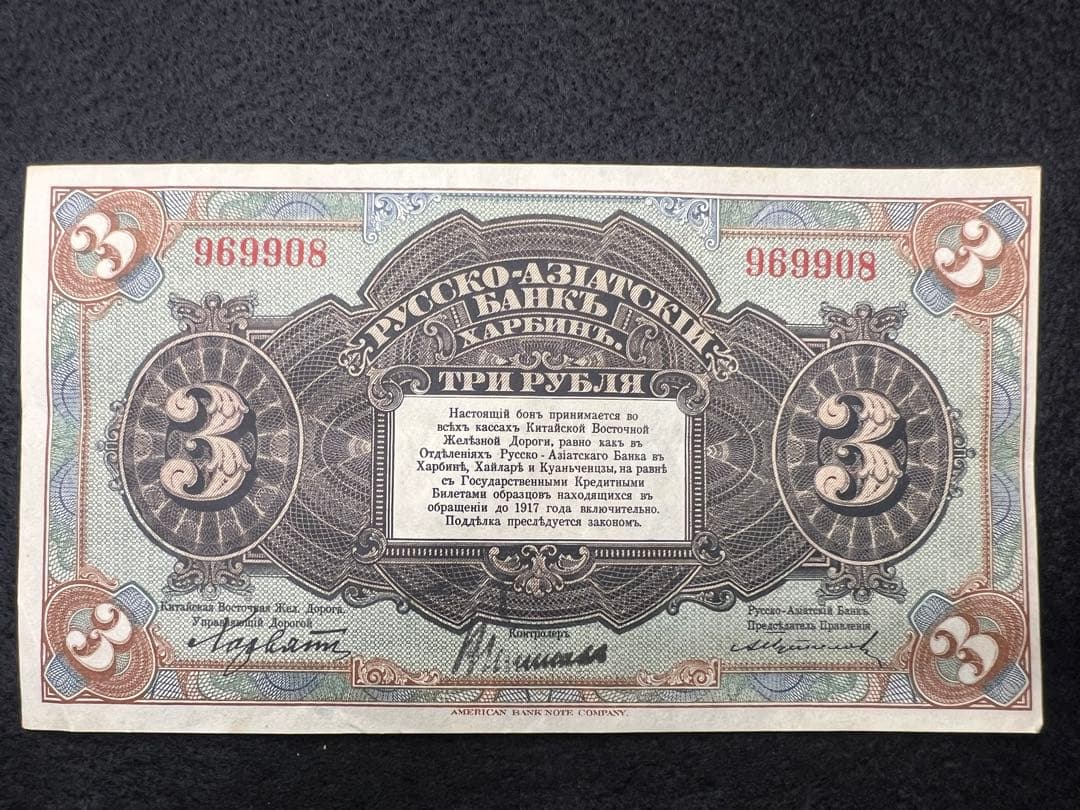 3
3
969908
969908
РУССКО-АЗІАТСКІЙ
БАНКЪ
ХАРБИНЪ.
ТРИ РУБЛЯ
3
3
Настоящій бонъ принимается во
всѣхъ кассахъ Китайской Восточной
Желѣзной Дороги, равно какъ въ
Отдѣленіяхъ Русско-Азіатскаго Банка въ
Харбинѣ, Хайларѣ и Куаньченцзы, на равнѣ
съ Государственными Кредитными
Билетами образцовъ находящихся въ
обращеніи до 1917 года включительно.
Поддѣлка преслѣдуется закономъ.
Китайская Восточная Жел. Дорога.
Управляющій Дорогой
Контролеръ
Русско-Азіатскій Банкъ.
Предсѣдатель Правленія
3
3
AMERICAN BANK NOTE COMPANY.